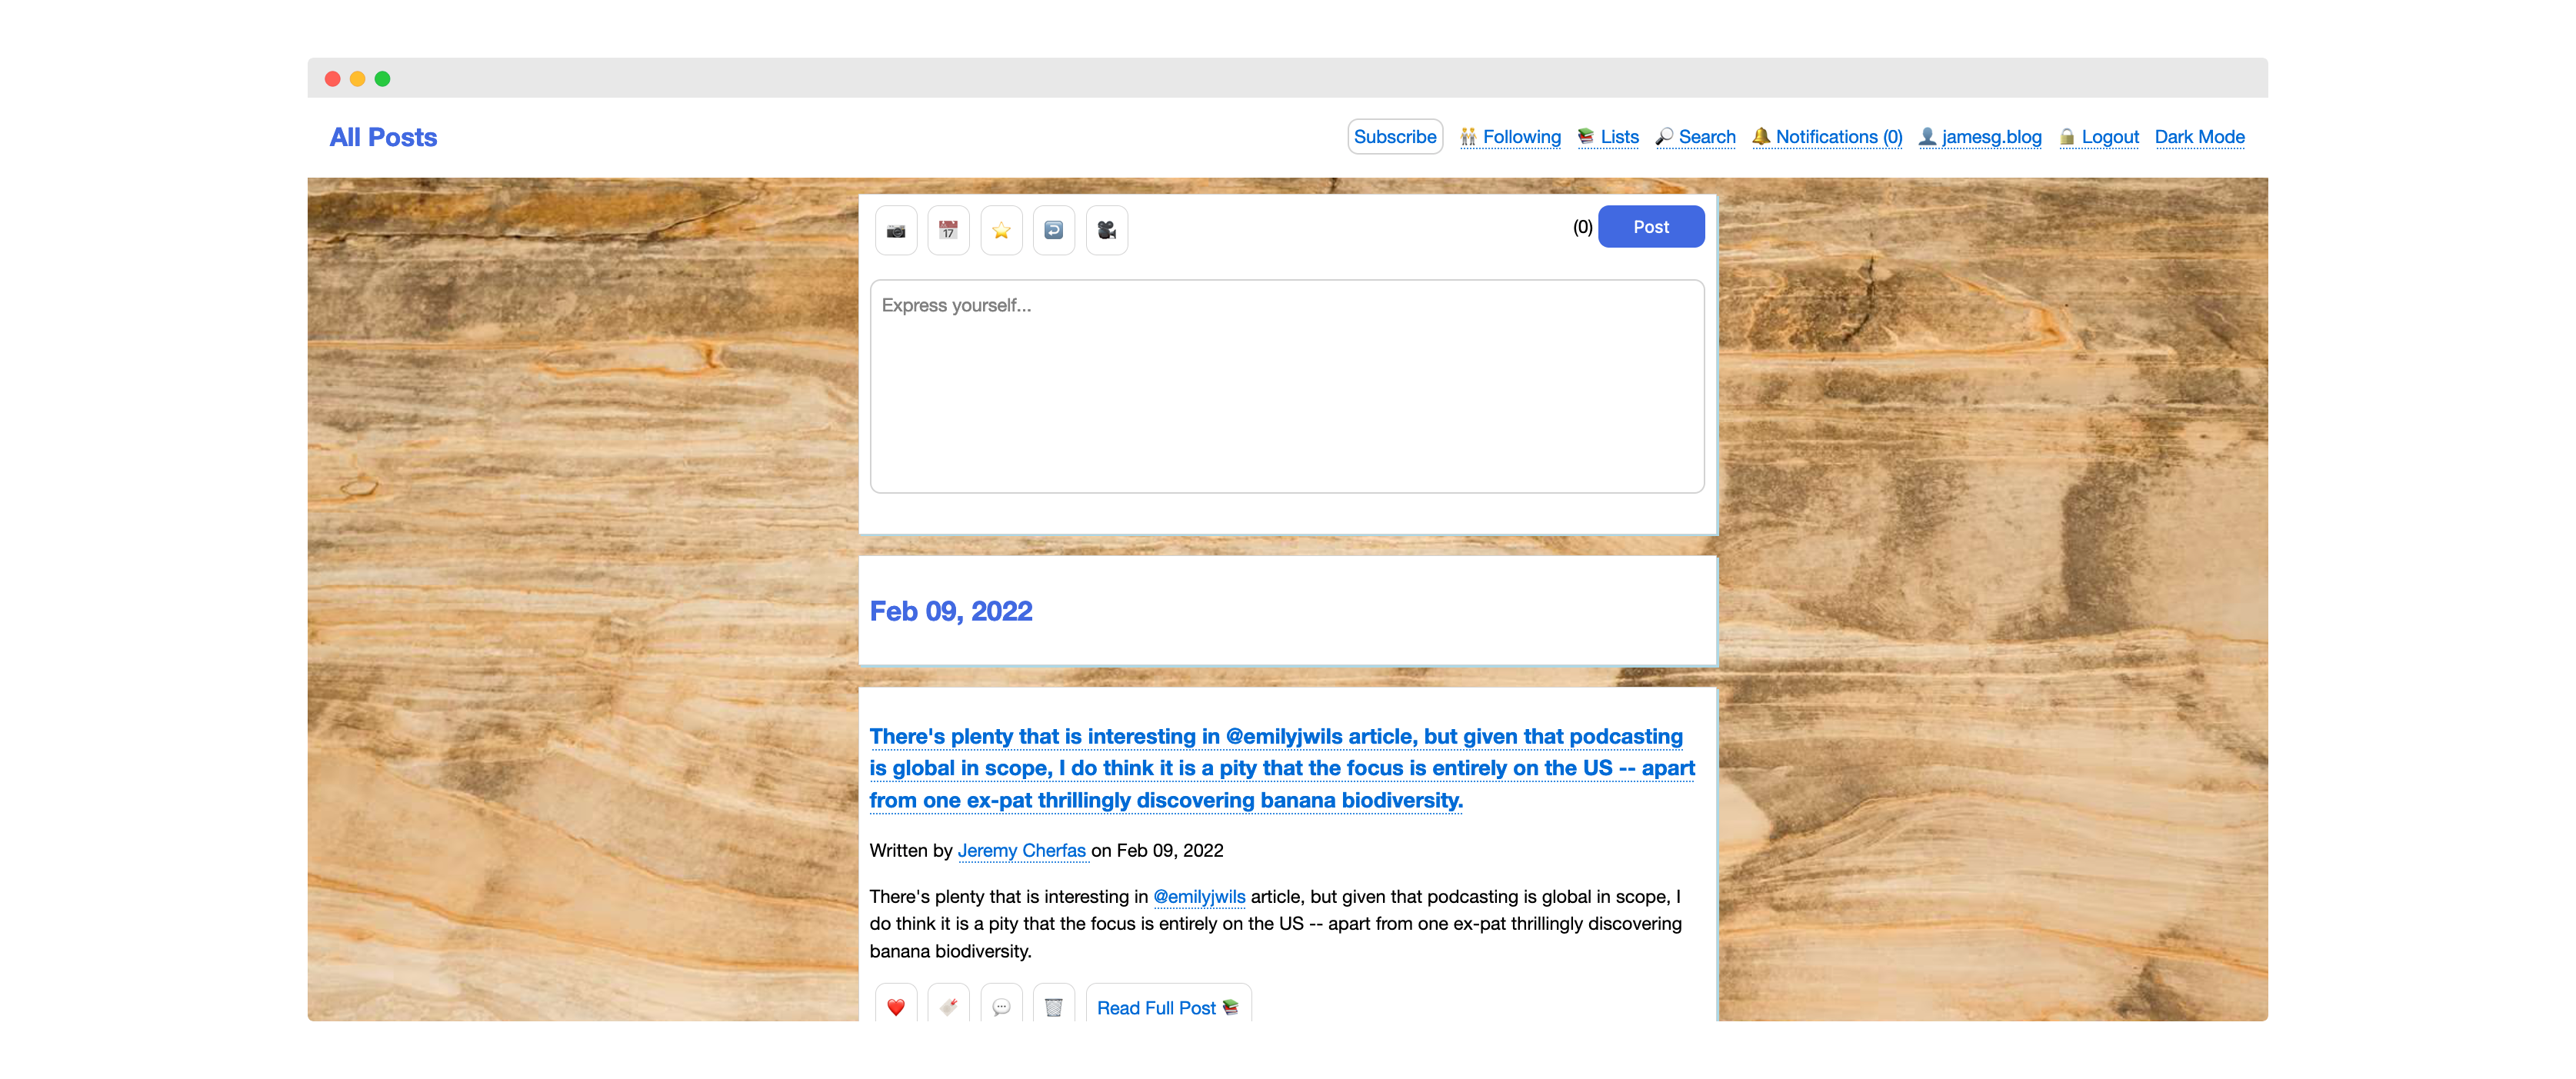 All Posts
Subscribe Following Lists Search Notifications (0) jamesg.blog Logout Dark Mode
17
(0) Post
Express yourself...
Feb 09, 2022
There's plenty that is interesting in @emilyjwils article, but given that podcasting
is global in scope, I do think it is a pity that the focus is entirely on the US -- apart
from one ex-pat thrillingly discovering banana biodiversity.
Written by Jeremy Cherfas on Feb 09, 2022
There's plenty that is interesting in @emilyjwils article, but given that podcasting is global in scope, I
do think it is a pity that the focus is entirely on the US -- apart from one ex-pat thrillingly discovering
banana biodiversity.
Read Full Post